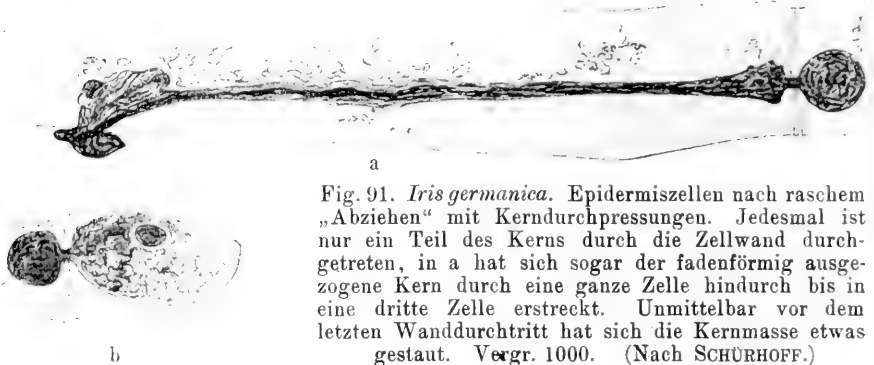 a
Fig. 91. Iris germanica. Epidermiszellen nach raschem
„Abziehen“ mit Kerndurchpressungen. Jedesmal ist
nur ein Teil des Kerns durch die Zellwand durch-
getreten, in a hat sich sogar der fadenförmig ausge-
zogene Kern durch eine ganze Zelle hindurch bis in
eine dritte Zelle erstreckt. Unmittelbar vor dem
letzten Wanddurchtritt hat sich die Kernmasse etwas
gestaut. Vergr. 1000. (Nach SCHÜRHOFF.)
b